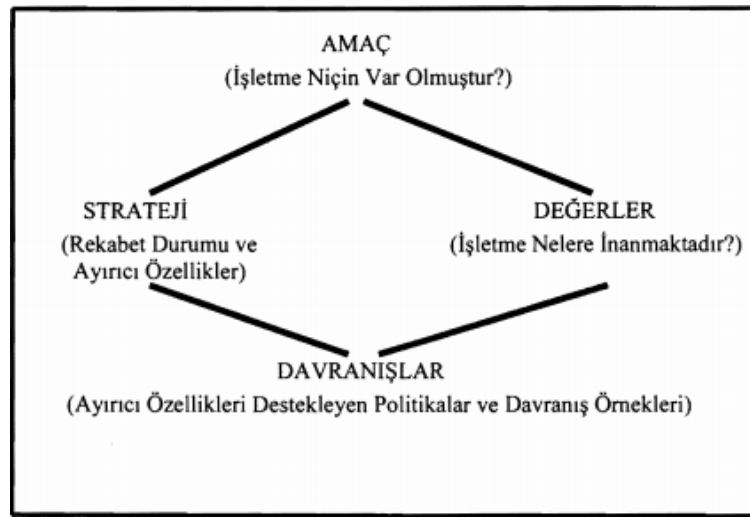 AMAÇ
(İşletme Niçin Var Olmuştur?)
STRATEJİ
(Rekabet Durumu ve
Ayırıcı Özellikler)
DEĞERLER
(İşletme Nelere İnanmaktadır?)
DAVRANIŞLAR
(Ayırıcı Özellikleri Destekleyen Politikalar ve Davranış Örnekleri)